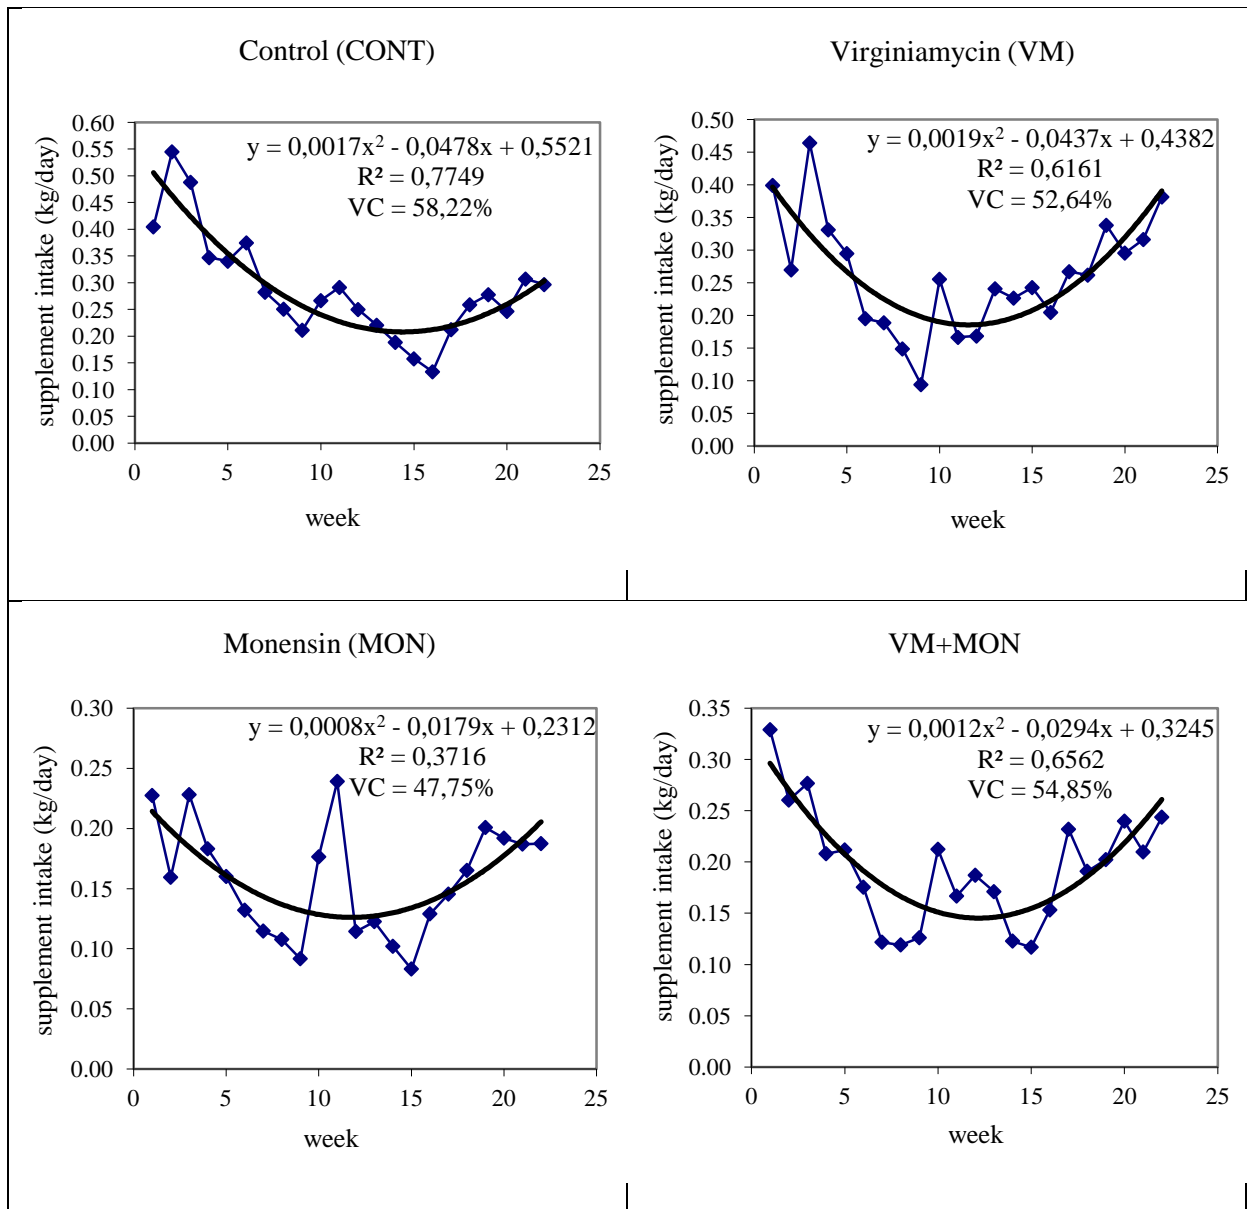 Control (CONT)
supplement intake (kg/day)
0.60
0.55
0.50
0.45
0.40
0.35
0.30
0.25
0.20
0.15
0.10
0.05
0.00
y = 0,0017x² - 0,0478x + 0,5521
R² = 0,7749
VC = 58,22%
0 5 10 15 20 25
week
Virginiamycin (VM)
supplement intake (kg/day)
0.50
0.45
0.40
0.35
0.30
0.25
0.20
0.15
0.10
0.05
0.00
y = 0,0019x² - 0,0437x + 0,4382
R² = 0,6161
VC = 52,64%
0 5 10 15 20 25
week
Monensin (MON)
supplement intake (kg/day)
0.30
0.25
0.20
0.15
0.10
0.05
0.00
y = 0,0008x² - 0,0179x + 0,2312
R² = 0,3716
VC = 47,75%
0 5 10 15 20 25
week
VM+MON
supplement intake (kg/day)
0.35
0.30
0.25
0.20
0.15
0.10
0.05
0.00
y = 0,0012x² - 0,0294x + 0,3245
R² = 0,6562
VC = 54,85%
0 5 10 15 20 25
week